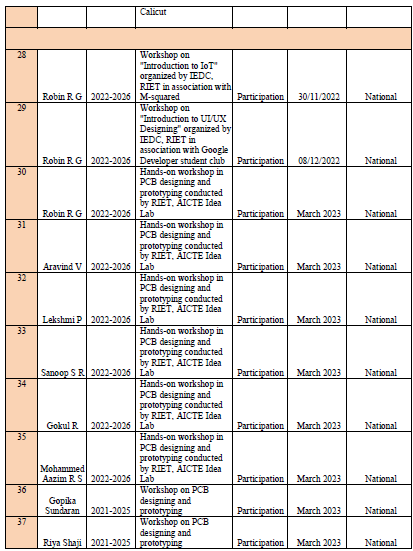 Calicut
28
Workshop on
"Introduction to IoT"
organized by IEDC,
RIET in association with
Robin R G 2022-2026 M-squared Participation 30/11/2022 National
29
Workshop on
"Introduction to UI/UX
Designing" organized by
IEDC, RIET in
association with Google
Robin R G 2022-2026 Developer student club Participation 08/12/2022 National
30
Hands-on workshop in
PCB designing and
prototyping conducted
by RIET, AICTE Idea
Robin R G 2022-2026 Lab Participation March 2023 National
31
Hands-on workshop in
PCB designing and
prototyping conducted
by RIET, AICTE Idea
Aravind V 2022-2026 Lab Participation March 2023 National
32
Hands-on workshop in
PCB designing and
prototyping conducted
by RIET, AICTE Idea
Lekshmi P 2022-2026 Lab Participation March 2023 National
33
Hands-on workshop in
PCB designing and
prototyping conducted
by RIET, AICTE Idea
Sanoop S R 2022-2026 Lab Participation March 2023 National
34
Hands-on workshop in
PCB designing and
prototyping conducted
by RIET, AICTE Idea
Gokul R 2022-2026 Lab Participation March 2023 National
35
Hands-on workshop in
PCB designing and
prototyping conducted
Mohammed by RIET, AICTE Idea
Aazim R S 2022-2026 Lab Participation March 2023 National
36
Workshop on PCB
Gopika designing and
Sundaran 2021-2025 prototyping Participation March 2023 National
37
Workshop on PCB
designing and
Riya Shaji 2021-2025 prototyping Participation March 2023 National